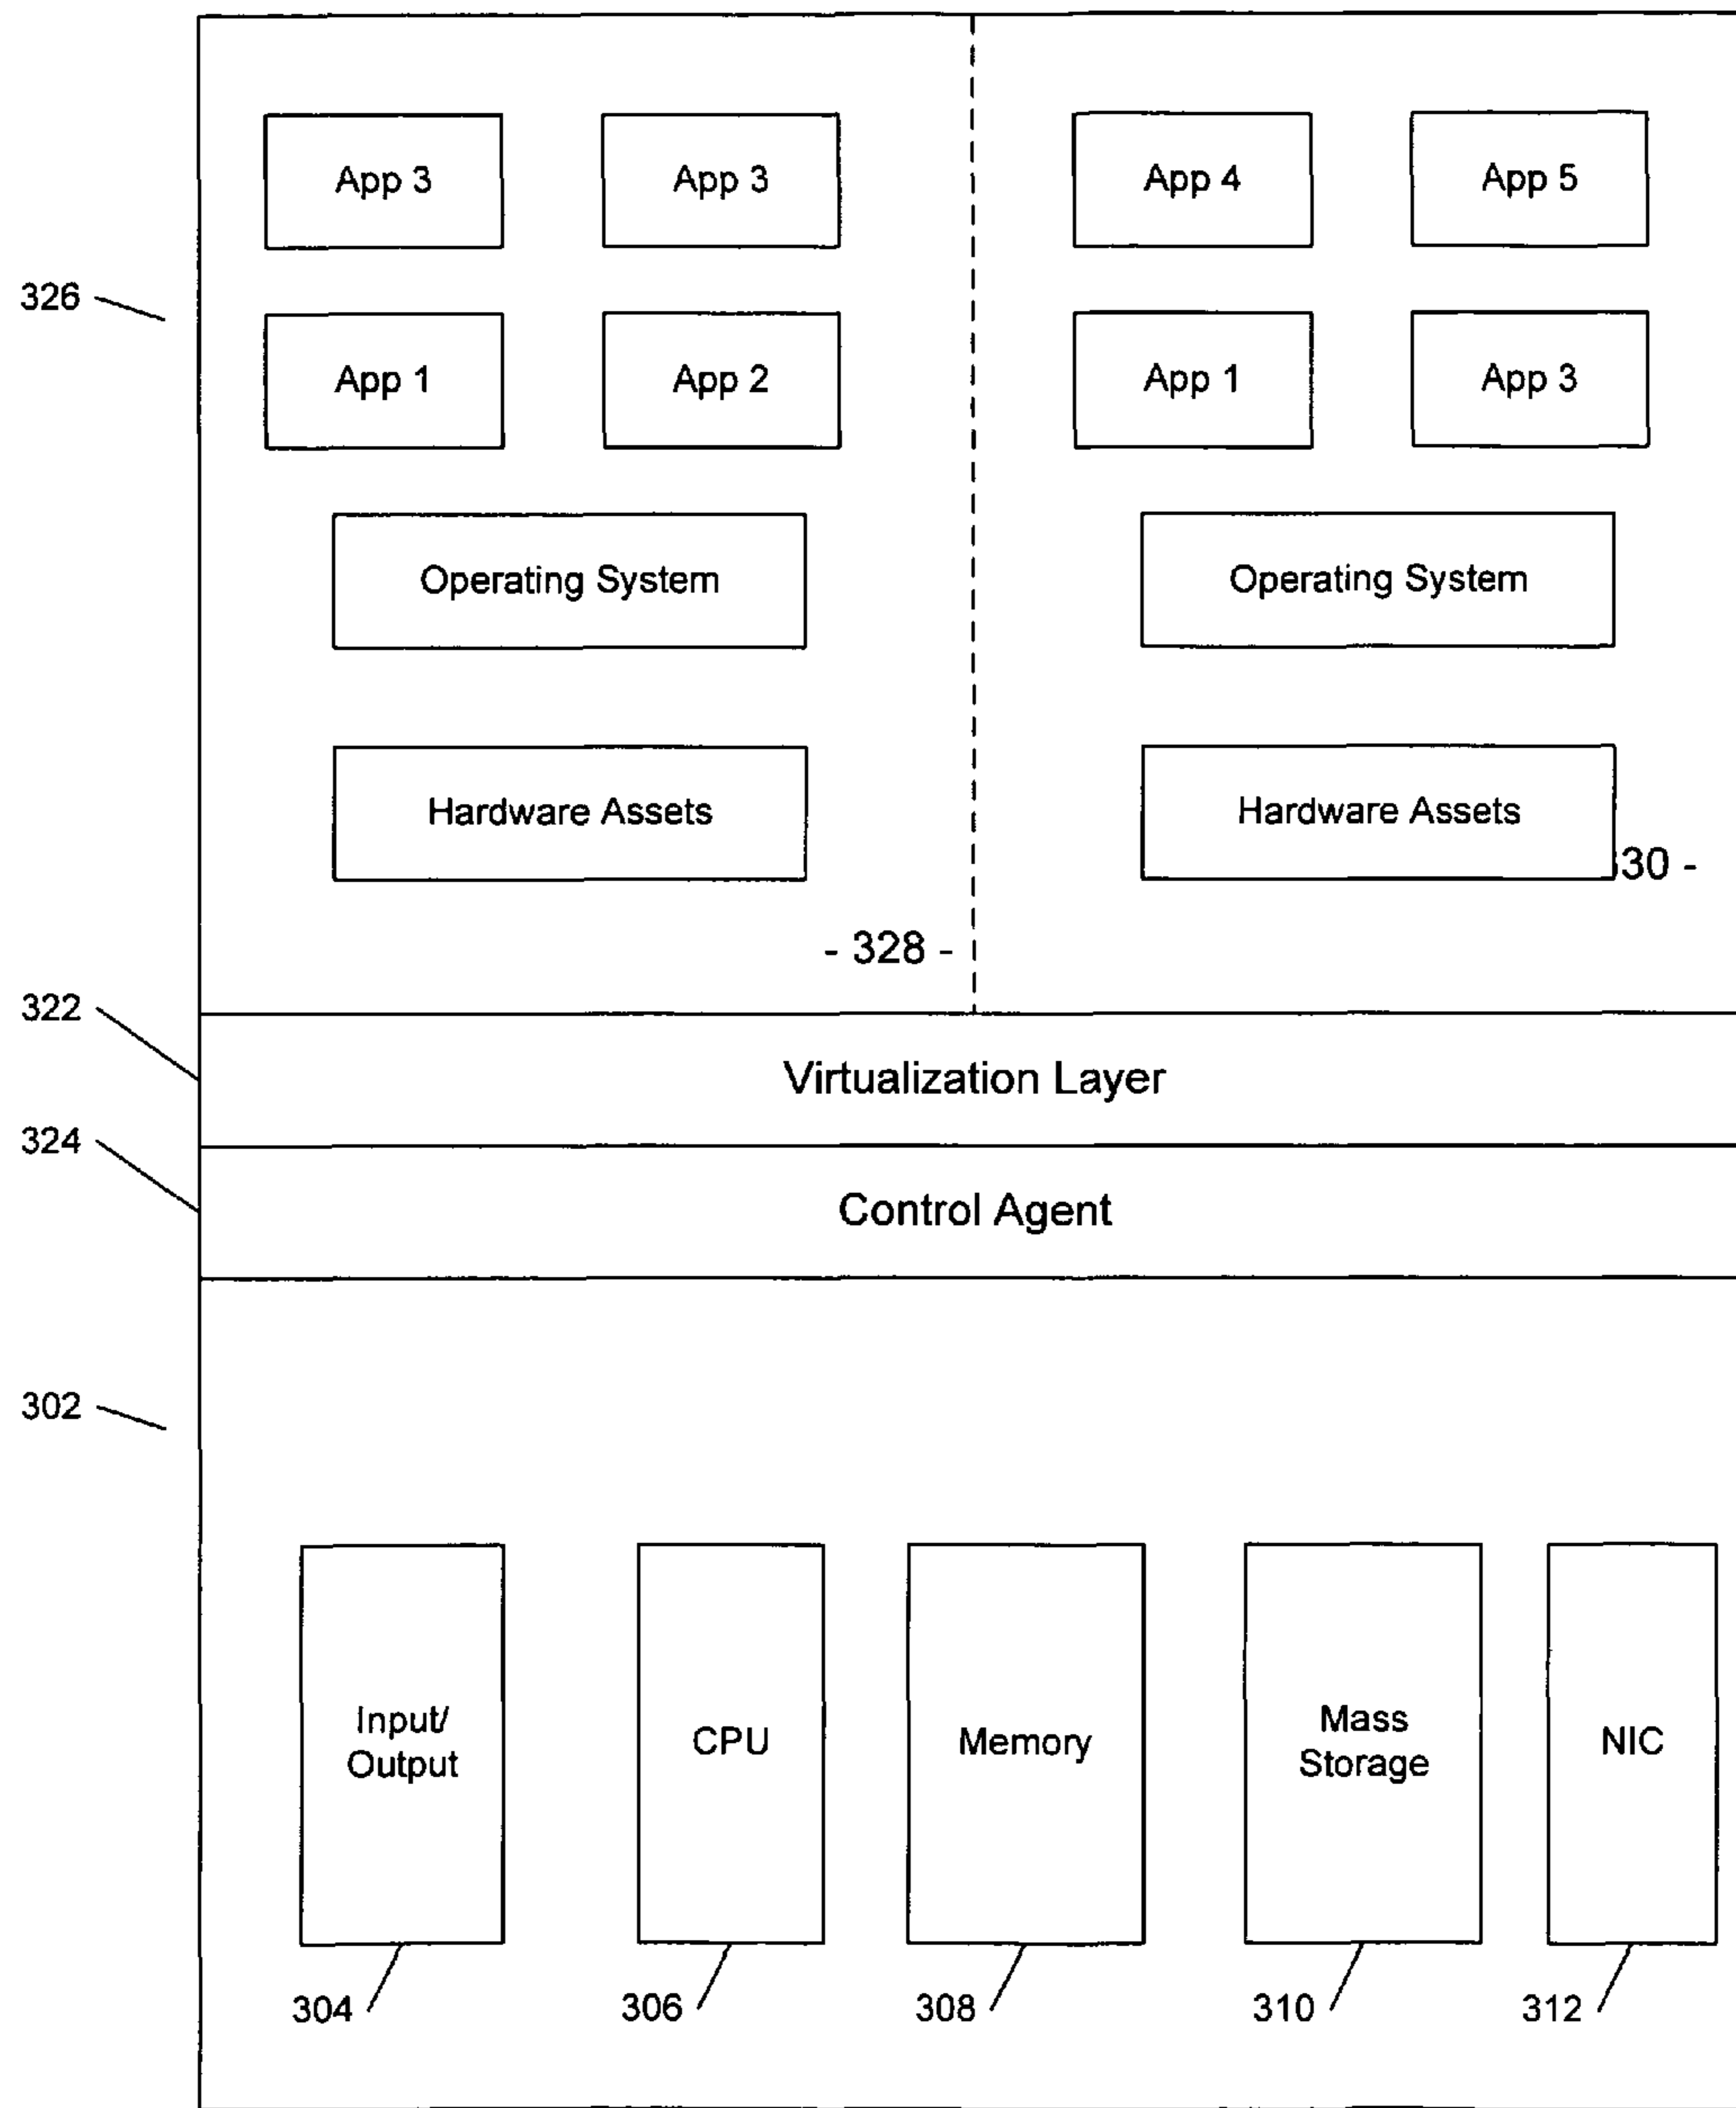 App 3
App 3
App 4
App 5
326
App 1
App 2
App 1
App 3
Operating System
Operating System
Hardware Assets
Hardware Assets
30 -
- 328 -
322
Virtualization Layer
324
Control Agent
302
Input/
Output
CPU
Memory
Mass
Storage
NIC
304
306
308
310
312